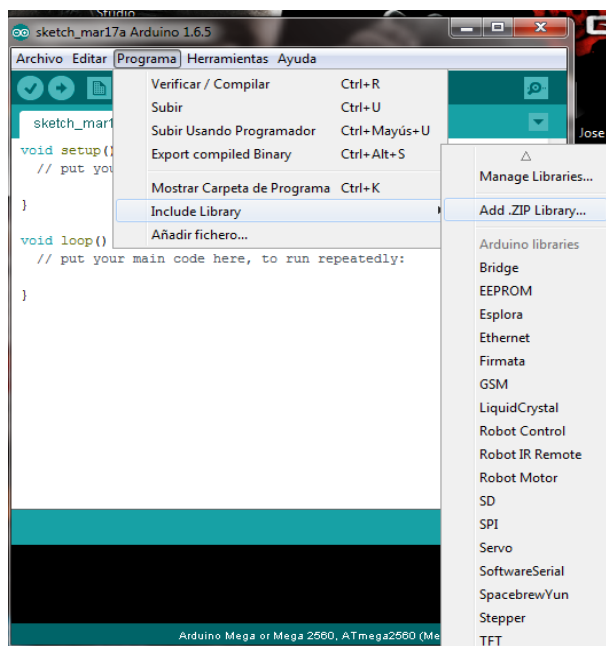 Studio
sketch_mar17a Arduino 1.6.5
Archivo Editar Programa Herramientas Ayuda
Verificar / Compilar Ctrl+R
Subir Ctrl+U
Subir Usando Programador Ctrl+Mayús+U
Export compiled Binary Ctrl+Alt+S
Mostrar Carpeta de Programa Ctrl+K
Include Library
Añadir fichero...
sketch_mar1
Jose
void setup()
// put you
}
void loop()
// put your main code here, to run repeatedly:
}
Manage Libraries...
Add .ZIP Library...
Arduino libraries
Bridge
EEPROM
Esplora
Ethernet
Firmata
GSM
LiquidCrystal
Robot Control
Robot IR Remote
Robot Motor
SD
SPI
Servo
SoftwareSerial
SpacebrewYun
Stepper
TFT
Arduino Mega or Mega 2560, ATmega2560 (Me